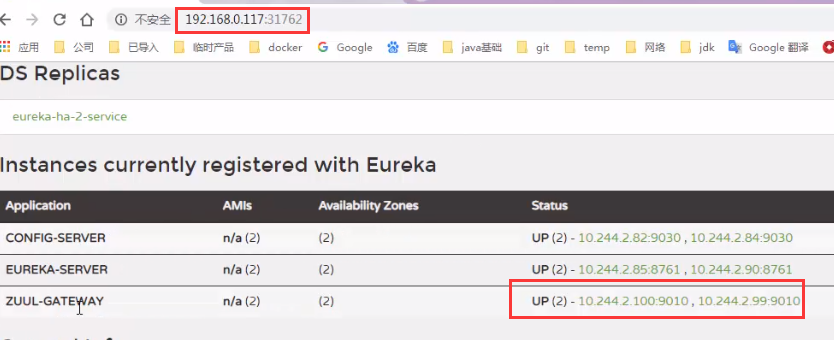 不安全 192.168.0.117:31762
应用 公司 已导入 临时产品 docker Google 百度 java基础 git temp 网络 jdk Google 翻译
DS Replicas
eureka-ha-2-service
Instances currently registered with Eureka
Application AMIs Availability Zones Status
CONFIG-SERVER n/a (2) (2) UP (2) - 10.244.2.82:9030 , 10.244.2.84:9030
EUREKA-SERVER n/a (2) (2) UP (2) - 10.244.2.85:8761 , 10.244.2.90:8761
ZUUL-GATEWAY n/a (2) (2) UP (2) - 10.244.2.100:9010 , 10.244.2.99:9010